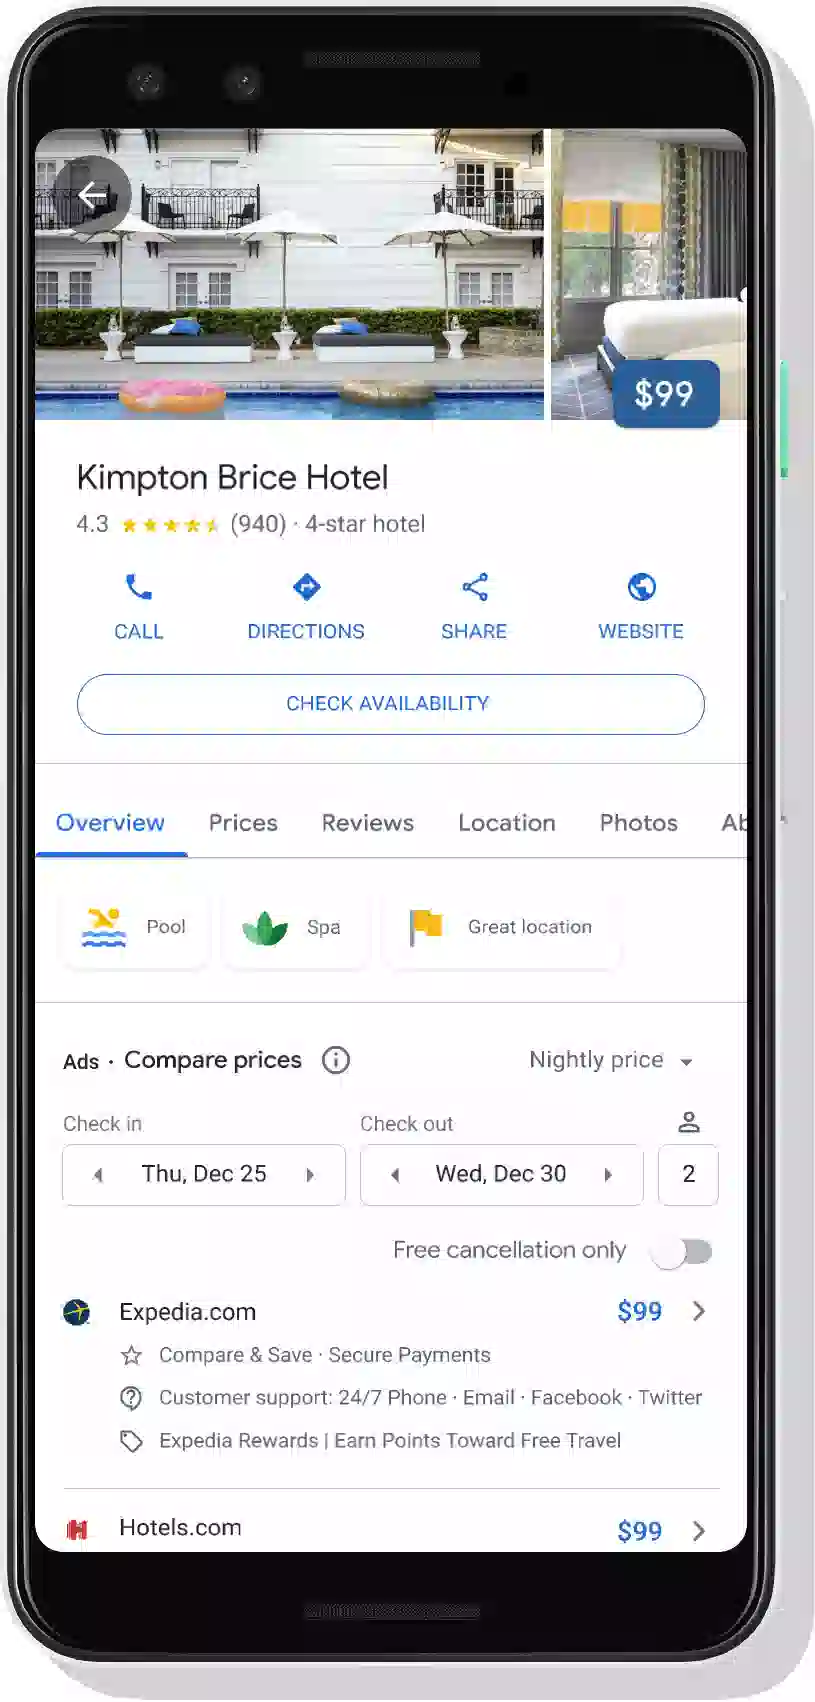 $99
Kimpton Brice Hotel
4.3 (940) · 4-star hotel
CALL DIRECTIONS SHARE WEBSITE
CHECK AVAILABILITY
Overview Prices Reviews Location Photos Ab
Pool Spa Great location
Ads · Compare prices Nightly price
Check in Check out
Thu, Dec 25 Wed, Dec 30 2
Free cancellation only
Expedia.com $99
Compare & Save · Secure Payments
Customer support: 24/7 Phone · Email · Facebook · Twitter
Expedia Rewards | Earn Points Toward Free Travel
Hotels.com $99